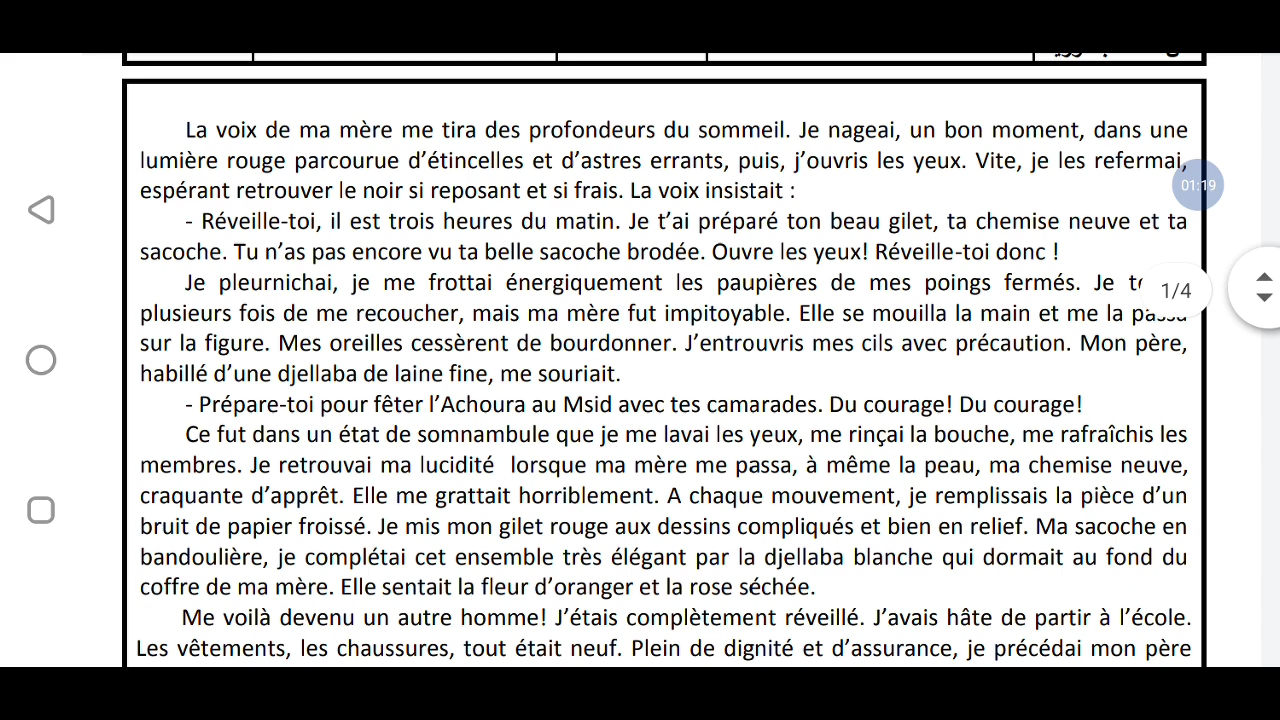 La voix de ma mère me tira des profondeurs du sommeil. Je nageai, un bon moment, dans une
lumière rouge parcourue d'étincelles et d'astres errants, puis, j'ouvris les yeux. Vite, je les refermai,
espérant retrouver le noir si reposant et si frais. La voix insistait :
01:19
- Réveille-toi, il est trois heures du matin. Je t'ai préparé ton beau gilet, ta chemise neuve et ta
sacoche. Tu n'as pas encore vu ta belle sacoche brodée. Ouvre les yeux! Réveille-toi donc !
Je pleurnichai, je me frottai énergiquement les paupières de mes poings fermés. Je
1/4
plusieurs fois de me recoucher, mais ma mère fut impitoyable. Elle se mouilla la main et me la passa
sur la figure. Mes oreilles cessèrent de bourdonner. J'entrouvris mes cils avec précaution. Mon père,
habillé d'une djellaba de laine fine, me souriait.
- Prépare-toi pour fêter l'Achoura au Msid avec tes camarades. Du courage! Du courage!
Ce fut dans un état de somnambule que je me lavai les yeux, me rinçai la bouche, me rafraîchis les
membres. Je retrouvai ma lucidité lorsque ma mère me passa, à même la peau, ma chemise neuve,
craquante d'apprêt. Elle me grattait horriblement. A chaque mouvement, je remplissais la pièce d'un
bruit de papier froissé. Je mis mon gilet rouge aux dessins compliqués et bien en relief. Ma sacoche en
bandoulière, je complétai cet ensemble très élégant par la djellaba blanche qui dormait au fond du
coffre de ma mère. Elle sentait la fleur d'oranger et la rose séchée.
Me voilà devenu un autre homme! J'étais complètement réveillé. J'avais hâte de partir à l'école.
Les vêtements, les chaussures, tout était neuf. Plein de dignité et d'assurance, je précédai mon père